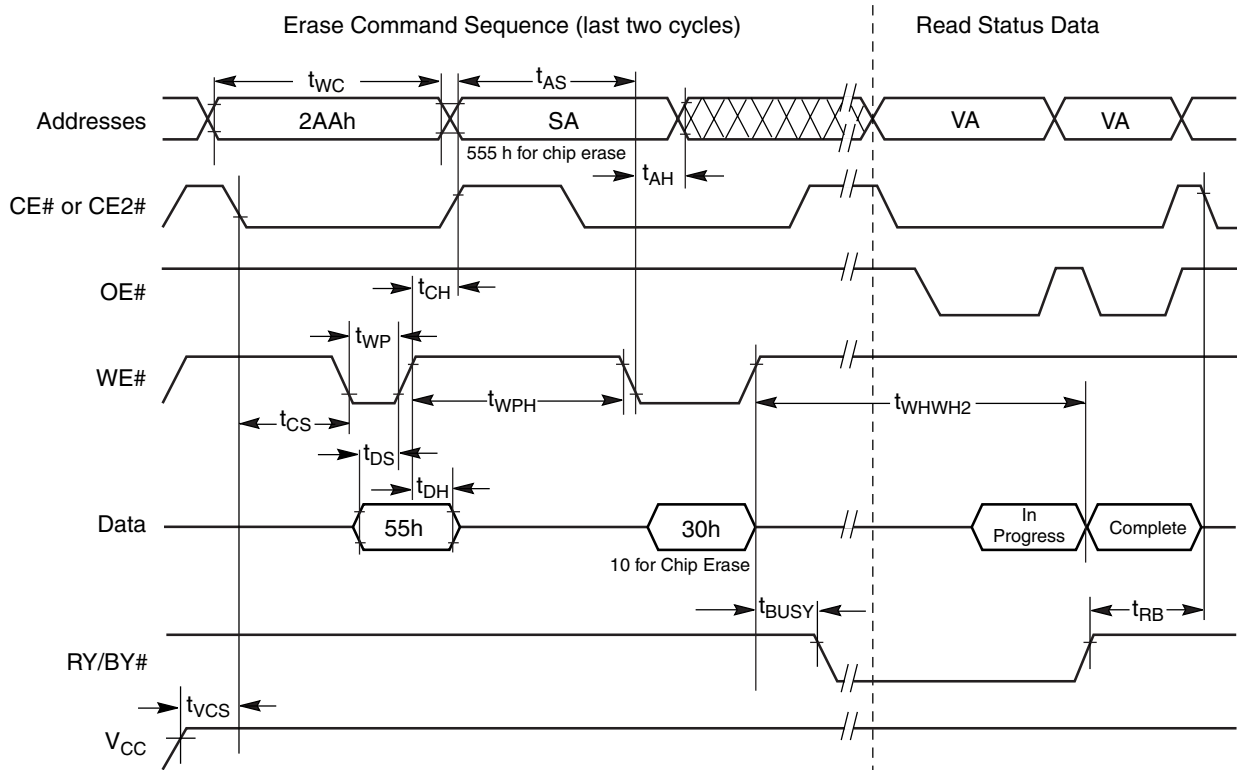 Erase Command Sequence (last two cycles)
Read Status Data
tWC
tAS
Addresses
2AAh
SA
VA
VA
555 h for chip erase
tAH
CE# or CE2#
OE#
tCH
tWP
WE#
tWPH
tWHWH2
tCS
tDS
tDH
Data
55h
30h
In
Progress
Complete
10 for Chip Erase
tBUSY
tRB
RY/BY#
tVCS
VCC